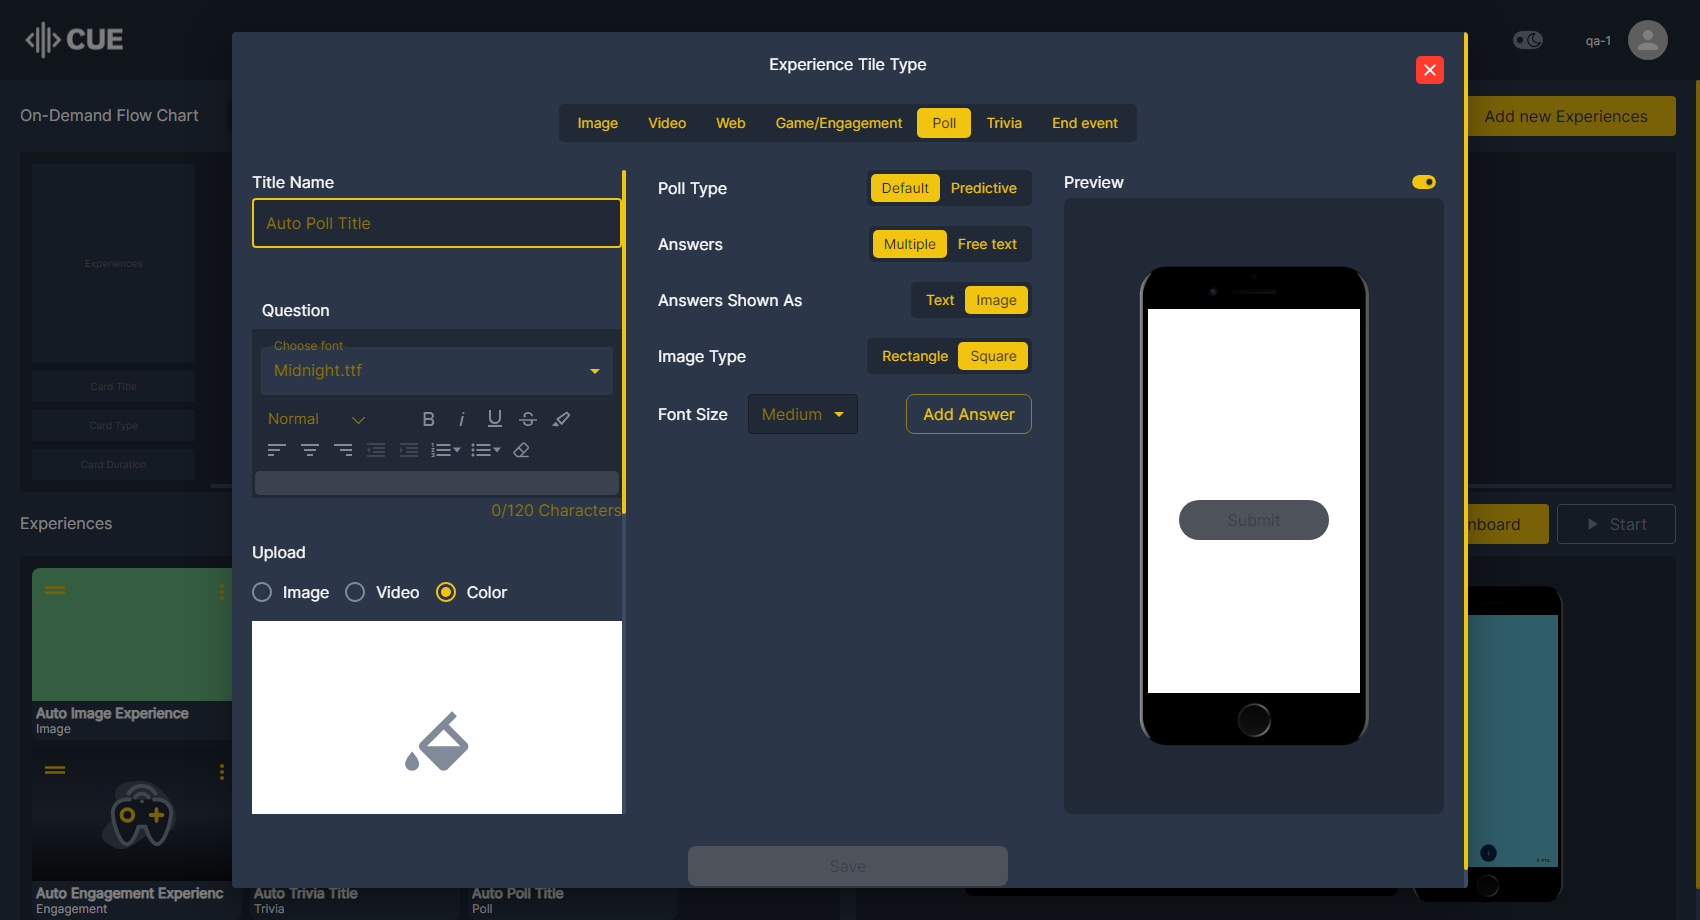 CUE
Experience Tile Type
qa-1
On-Demand Flow Chart
Image Video Web Game/Engagement Poll Trivia End event
Add new Experiences
Title Name
Auto Poll Title
Poll Type
Default Predictive
Preview
Answers
Multiple Free text
Experiences
Answers Shown As
Text Image
Question
Choose font
Midnight.ttf
Image Type
Rectangle Square
Card Title
Card Type
Card Duration
Normal
Font Size
Medium
Add Answer
0/120 Characters
Experiences
Submit
nboard
Start
Upload
Image Video Color
Auto Image Experience
Image
Save
Auto Engagement Experienc
Engagement
Auto Trivia Title
Trivia
Auto Poll Title
Poll